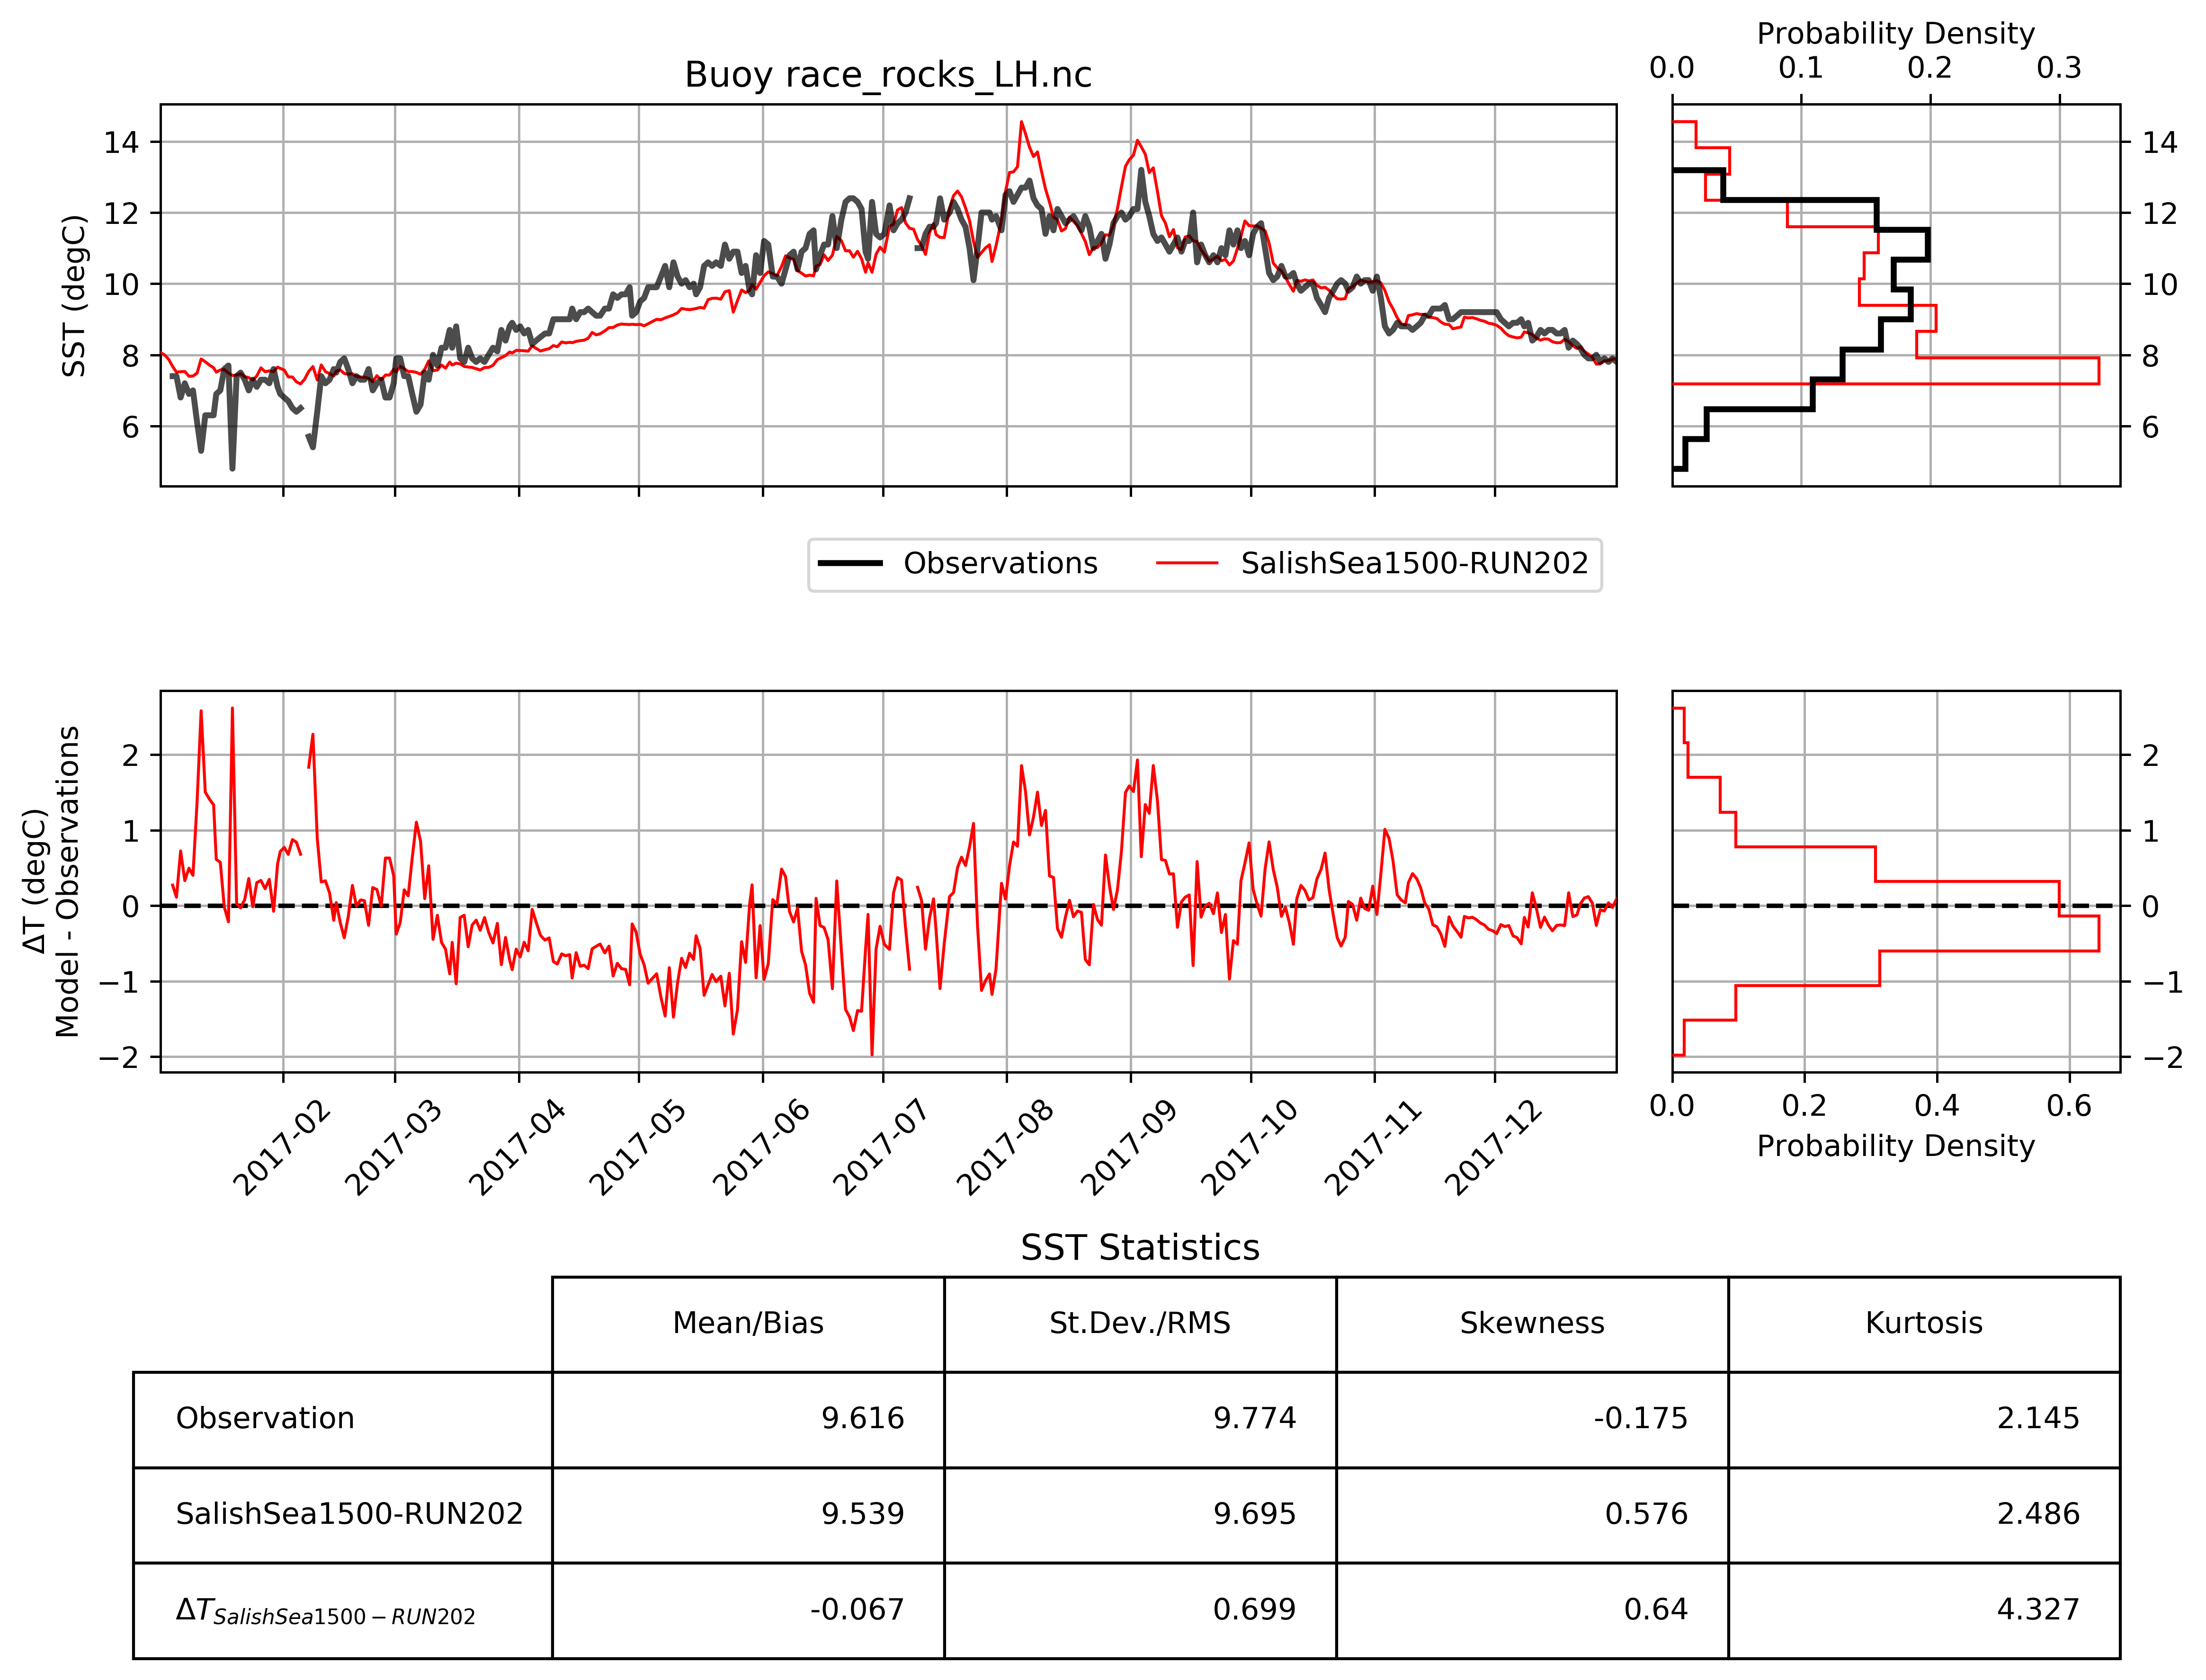 Probability Density
0.0 0.1 0.2 0.3
Buoy race_rocks_LH.nc
SST (degC)
14
12
10
8
6
14
12
10
8
6
Observations SalishSea1500-RUN202
ΔT (degC)
Model - Observations
2
1
0
−1
−2
2
1
0
−1
−2
2017-02 2017-03 2017-04 2017-05 2017-06 2017-07 2017-08 2017-09 2017-10 2017-11 2017-12
0.0 0.2 0.4 0.6
Probability Density
SST Statistics
Mean/Bias St.Dev./RMS Skewness Kurtosis
Observation 9.616 9.774 -0.175 2.145
SalishSea1500-RUN202 9.539 9.695 0.576 2.486
ΔT SalishSea1500−RUN202 -0.067 0.699 0.64 4.327